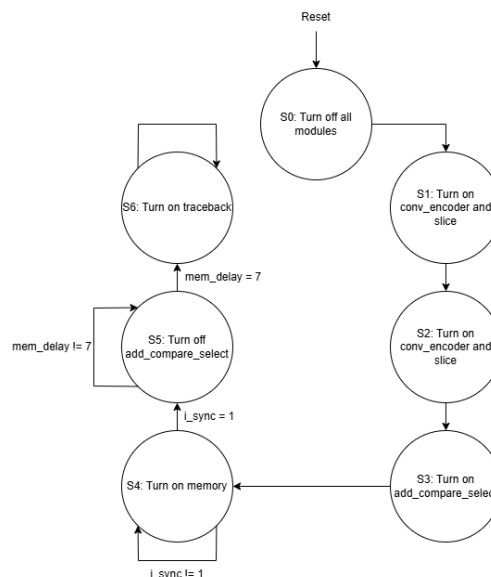 Reset
S0: Turn off all
modules
S1: Turn on
conv_encoder and
slice
S6: Turn on traceback
mem_delay = 7
S2: Turn on
conv_encoder and
slice
S5: Turn off
add_compare_select
mem_delay != 7
i_sync = 1
S3: Turn on
add_compare_select
S4: Turn on memory
i_sync != 1